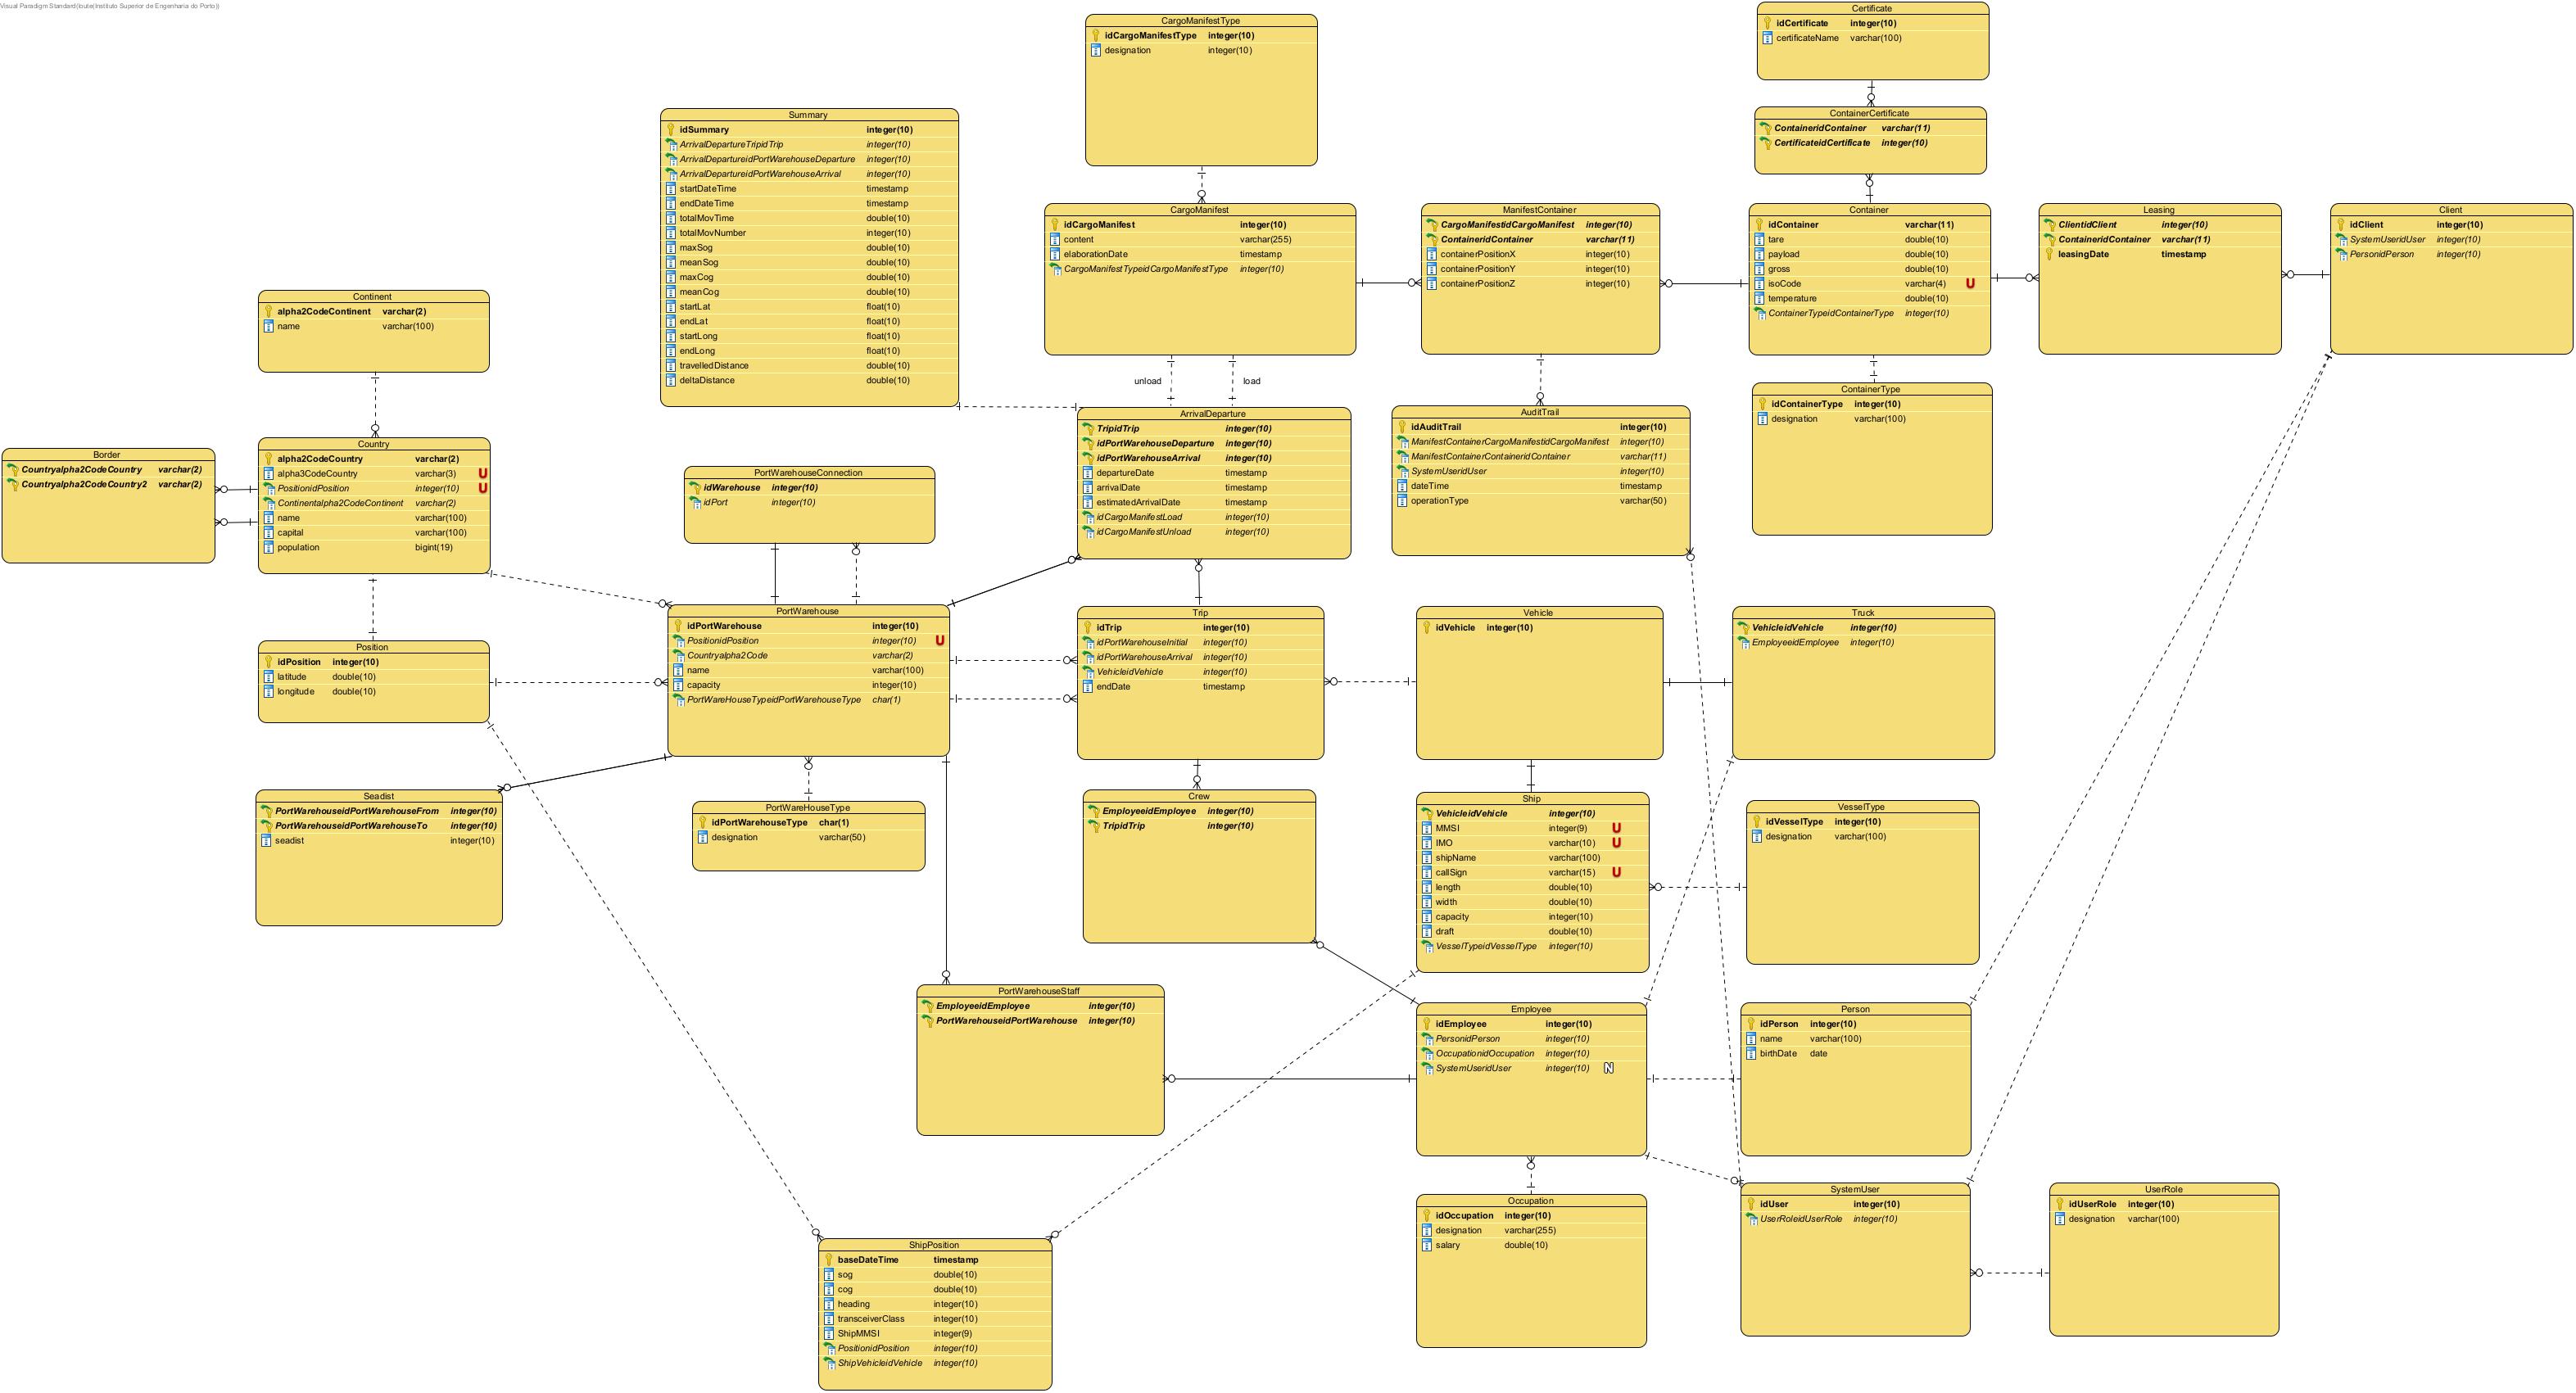 Visual Paradigm Standard(louie(Instituto Superior de Engenharia do Porto))
CargoManifestType
idCargoManifestType integer(10)
designation integer(10)
Certificate
idCertificate integer(10)
certificateName varchar(100)
Summary
idSummary integer(10)
ArrivalDepartureTripidTrip integer(10)
ArrivalDepartureidPortWarehouseDeparture integer(10)
ArrivalDepartureidPortWarehouseArrival integer(10)
startDateTime timestamp
endDateTime timestamp
totalMovTime double(10)
totalMovNumber integer(10)
maxSog double(10)
meanSog double(10)
maxCog double(10)
meanCog double(10)
startLat float(10)
endLat float(10)
startLong float(10)
endLong float(10)
travelledDistance double(10)
deltaDistance double(10)
ContainerCertificate
ContaineridContainer varchar(11)
CertificateidCertificate integer(10)
CargoManifest
idCargoManifest integer(10)
content varchar(255)
elaborationDate timestamp
CargoManifestTypeidCargoManifestType integer(10)
ManifestContainer
CargoManifestidCargoManifest integer(10)
ContaineridContainer varchar(11)
containerPositionX integer(10)
containerPositionY integer(10)
containerPositionZ integer(10)
Container
idContainer varchar(11)
tare double(10)
payload double(10)
gross double(10)
isoCode varchar(4) U
temperature double(10)
ContainerTypeidContainerType integer(10)
Leasing
ClientidClient integer(10)
ContaineridContainer varchar(11)
leasingDate timestamp
Client
idClient integer(10)
SystemUseridUser integer(10)
PersonidPerson integer(10)
Continent
alpha2CodeContinent varchar(2)
name varchar(100)
unload
load
ContainerType
idContainerType integer(10)
designation varchar(100)
Border
Countryalpha2CodeCountry varchar(2)
Countryalpha2CodeCountry2 varchar(2)
Country
alpha2CodeCountry varchar(2)
alpha3CodeCountry varchar(3) U
PositionidPosition integer(10) U
Continentalpha2CodeContinent varchar(2)
name varchar(100)
capital varchar(100)
population bigint(19)
PortWarehouseConnection
idWarehouse integer(10)
idPort integer(10)
ArrivalDeparture
TripidTrip integer(10)
idPortWarehouseDeparture integer(10)
idPortWarehouseArrival integer(10)
departureDate timestamp
arrivalDate timestamp
estimatedArrivalDate timestamp
idCargoManifestLoad integer(10)
idCargoManifestUnload integer(10)
AuditTrail
idAuditTrail integer(10)
ManifestContainerCargoManifestidCargoManifest integer(10)
ManifestContainerContaineridContainer varchar(11)
SystemUseridUser integer(10)
dateTime timestamp
operationType varchar(50)
Position
idPosition integer(10)
latitude double(10)
longitude double(10)
PortWarehouse
idPortWarehouse integer(10)
PositionidPosition integer(10) U
Countryalpha2Code varchar(2)
name varchar(100)
capacity integer(10)
PortWareHouseTypeidPortWarehouseType char(1)
Trip
idTrip integer(10)
idPortWarehouseInitial integer(10)
idPortWarehouseArrival integer(10)
VehicleidVehicle integer(10)
endDate timestamp
Vehicle
idVehicle integer(10)
Truck
VehicleidVehicle integer(10)
EmployeeidEmployee integer(10)
Seadist
PortWarehouseidPortWarehouseFrom integer(10)
PortWarehouseidPortWarehouseTo integer(10)
seadist integer(10)
PortWareHouseType
idPortWarehouseType char(1)
designation varchar(50)
Crew
EmployeeidEmployee integer(10)
TripidTrip integer(10)
Ship
VehicleidVehicle integer(10)
MMSI integer(9) U
IMO varchar(10) U
shipName varchar(100)
callSign varchar(15) U
length double(10)
width double(10)
capacity integer(10)
draft double(10)
VesselTypeidVesselType integer(10)
VesselType
idVesselType integer(10)
designation varchar(100)
PortWarehouseStaff
EmployeeidEmployee integer(10)
PortWarehouseidPortWarehouse integer(10)
Employee
idEmployee integer(10)
PersonidPerson integer(10)
OccupationidOccupation integer(10)
SystemUseridUser integer(10) N
Person
idPerson integer(10)
name varchar(100)
birthDate date
Occupation
idOccupation integer(10)
designation varchar(255)
salary double(10)
SystemUser
idUser integer(10)
UserRoleidUserRole integer(10)
UserRole
idUserRole integer(10)
designation varchar(100)
ShipPosition
baseDateTime timestamp
sog double(10)
cog double(10)
heading integer(10)
transceiverClass integer(10)
ShipMMSI integer(9)
PositionidPosition integer(10)
ShipVehicleidVehicle integer(10)